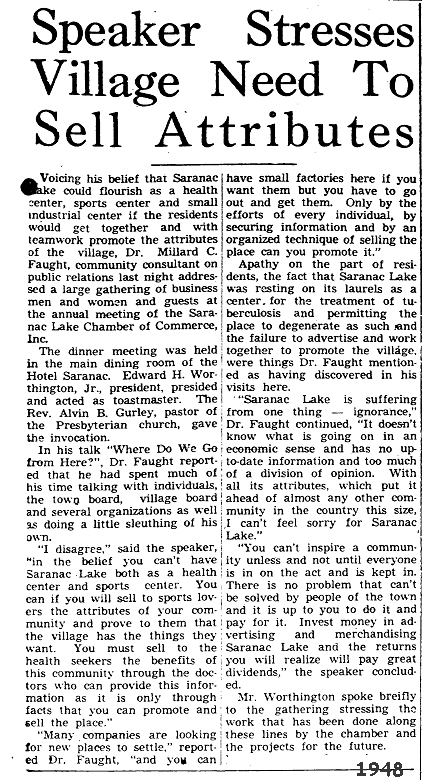 Speaker Stresses
Village Need To
Sell Attributes
Voicing his belief that Saranac
Lake could flourish as a health
center, sports center and small
industrial center if the residents
would get together and with
teamwork promote the attributes
of the village, Dr. Millard C.
Faught, community consultant on
public relations last night addres-
sed a large gathering of business
men and women and guests at
the annual meeting of the Sara-
nac Lake Chamber of Commerce,
Inc.
The dinner meeting was held
in the main dining room of the
Hotel Saranac. Edward H. Wor-
thington, Jr., president, presided
and acted as toastmaster. The
Rev. Alvin B. Gurley, pastor of
the Presbyterian church, gave
the invocation.
In his talk "Where Do We Go
from Here?", Dr. Faught report-
ed that he had spent much of
his time talking with individuals,
the town board, village board
and several organizations as well
as doing a little sleuthing of his
own.
"I disagree," said the speaker,
"in the belief you can't have
Saranac Lake both as a health
center and sports center. You
can if you will sell to sports lov-
ers the attributes of your com-
munity and prove to them that
the village has the things they
want. You must sell to the
health seekers the benefits of
this community through the doc-
tors who can provide this infor-
mation as it is only through
facts that you can promote and
sell the place."
"Many companies are looking
for new places to settle," report-
ed Dr. Faught, "and you can
have small factories here if you
want them but you have to go
out and get them. Only by the
efforts of every individual, by
securing information and by an
organized technique of selling the
place can you promote it."
Apathy on the part of resi-
dents, the fact that Saranac Lake
was resting on its laurels as a
center for the treatment of tu-
berculosis and permitting the
place to degenerate as such and
the failure to advertise and work
together to promote the village,
were things Dr. Faught mention-
ed as having discovered in his
visits here.
"Saranac Lake is suffering
from one thing — ignorance,"
Dr. Faught continued, "It doesn't
know what is going on in an
economic sense and has no up-
to-date information and too much
of a division of opinion. With
all its attributes, which put it
ahead of almost any other com-
munity in the country this size,
I can't feel sorry for Saranac
Lake."
"You can't inspire a commun-
ity unless and not until everyone
is in on the act and is kept in.
There is no problem that can't
be solved by people of the town
and it is up to you to do it and
pay for it. Invest money in ad-
vertising and merchandising
Saranac Lake and the returns
you will realize will pay great
dividends," the speaker conclud-
ed.
Mr. Worthington spoke breifly
to the gathering stressing the
work that has been done along
these lines by the chamber and
the projects for the future.
1948